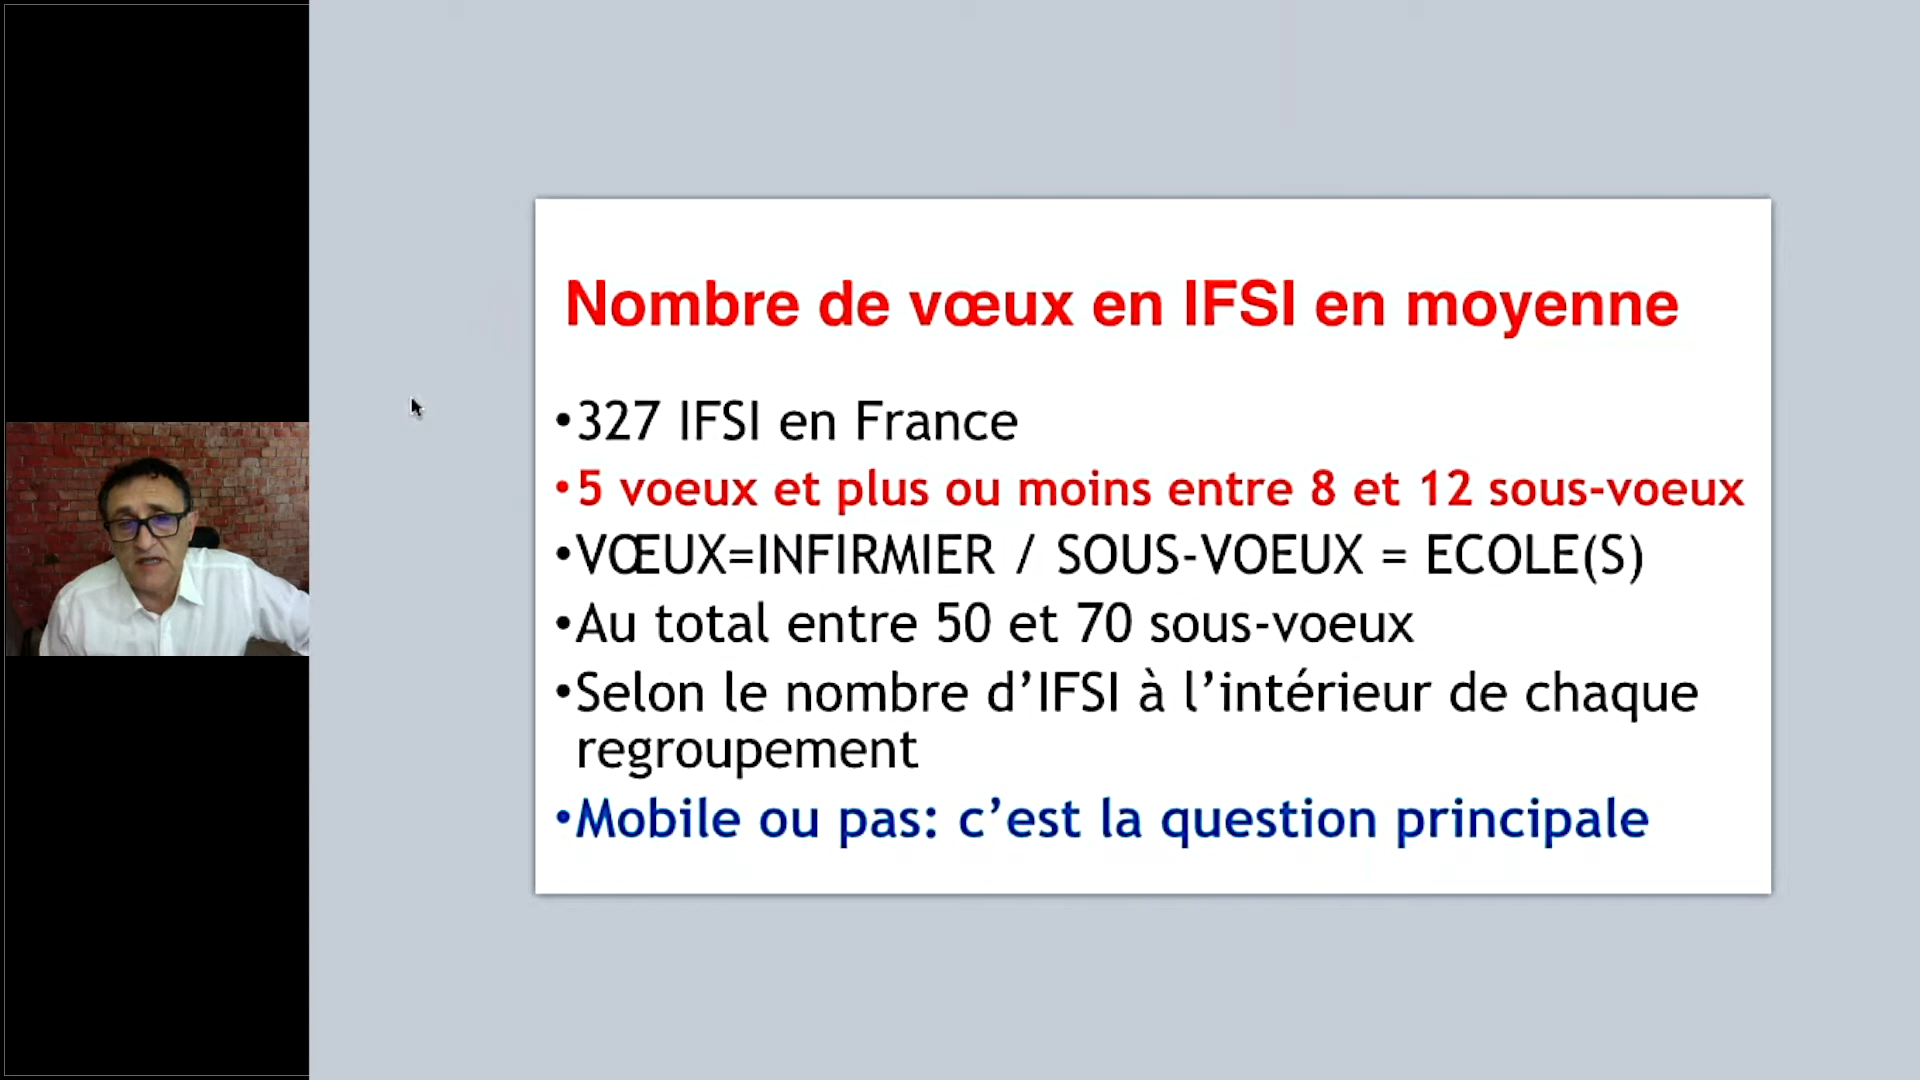 Nombre de vœux en IFSI en moyenne
•327 IFSI en France
•5 voeux et plus ou moins entre 8 et 12 sous-voeux
•VŒUX=INFIRMIER / SOUS-VOEUX = ECOLE(S)
•Au total entre 50 et 70 sous-voeux
•Selon le nombre d’IFSI à l’intérieur de chaque
regroupement
•Mobile ou pas: c’est la question principale